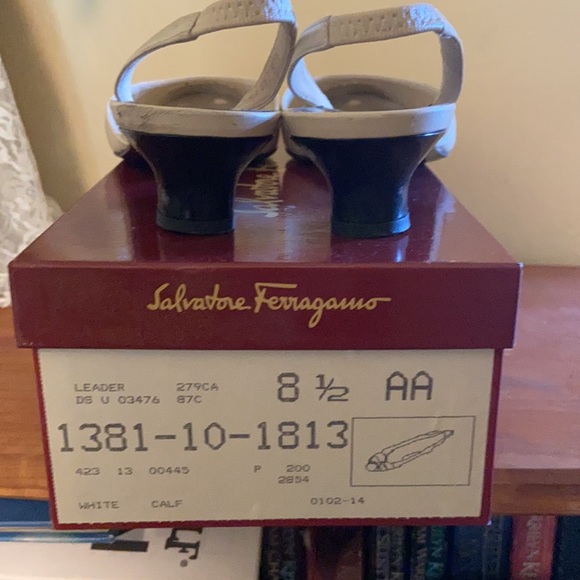 Salvatore
Salvatore Ferragamo
LEADER 279CA
8 ½ AA
DS U 03476 87C
1381-10-1813
423 13 00445 P 200
2854
WHITE CALF 0102-14